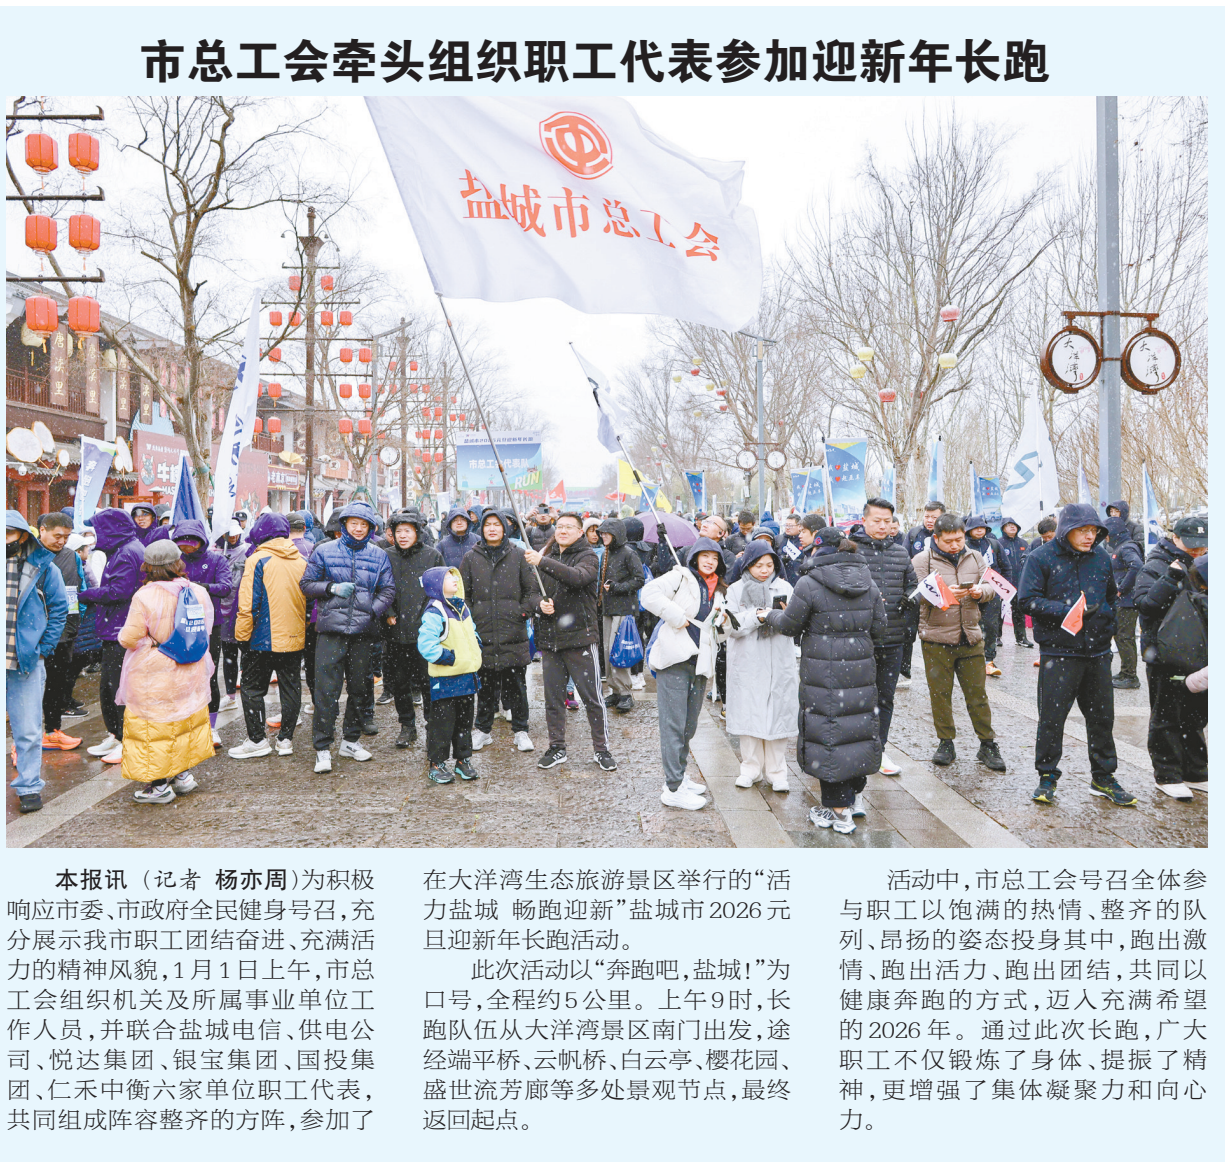 市总工会牵头组织职工代表参加迎新年长跑
盐城市总工会
大洋湾
大洋湾
唐渎里
市总工会代表队
RUN
本报讯（记者 杨亦周）为积极
响应市委、市政府全民健身号召，充
分展示我市职工团结奋进、充满活
力的精神风貌，1月1日上午，市总
工会组织机关及所属事业单位工
作人员，并联合盐城电信、供电公
司、悦达集团、银宝集团、国投集
团、仁禾中衡六家单位职工代表，
共同组成阵容整齐的方阵，参加了
在大洋湾生态旅游景区举行的“活
力盐城 畅跑迎新”盐城市2026元
旦迎新年长跑活动。
此次活动以“奔跑吧，盐城！”为
口号，全程约5公里。上午9时，长
跑队伍从大洋湾景区南门出发，途
经端平桥、云帆桥、白云亭、樱花园、
盛世流芳廊等多处景观节点，最终
返回起点。
活动中，市总工会号召全体参
与职工以饱满的热情、整齐的队
列、昂扬的姿态投身其中，跑出激
情、跑出活力、跑出团结，共同以
健康奔跑的方式，迈入充满希望
的2026年。通过此次长跑，广大
职工不仅锻炼了身体、提振了精
神，更增强了集体凝聚力和向心
力。